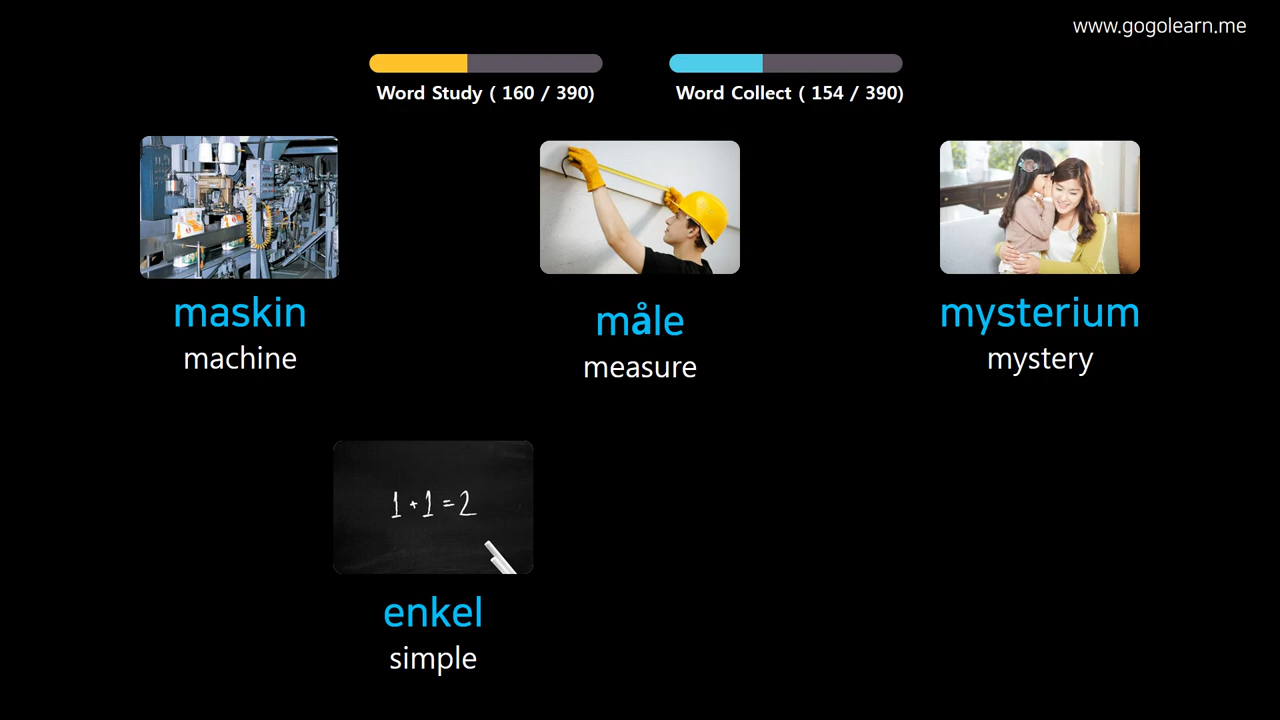 www.gogolearn.me
Word Study ( 160 / 390)
Word Collect ( 154 / 390)
maskin
machine
måle
measure
mysterium
mystery
1+1=2
enkel
simple